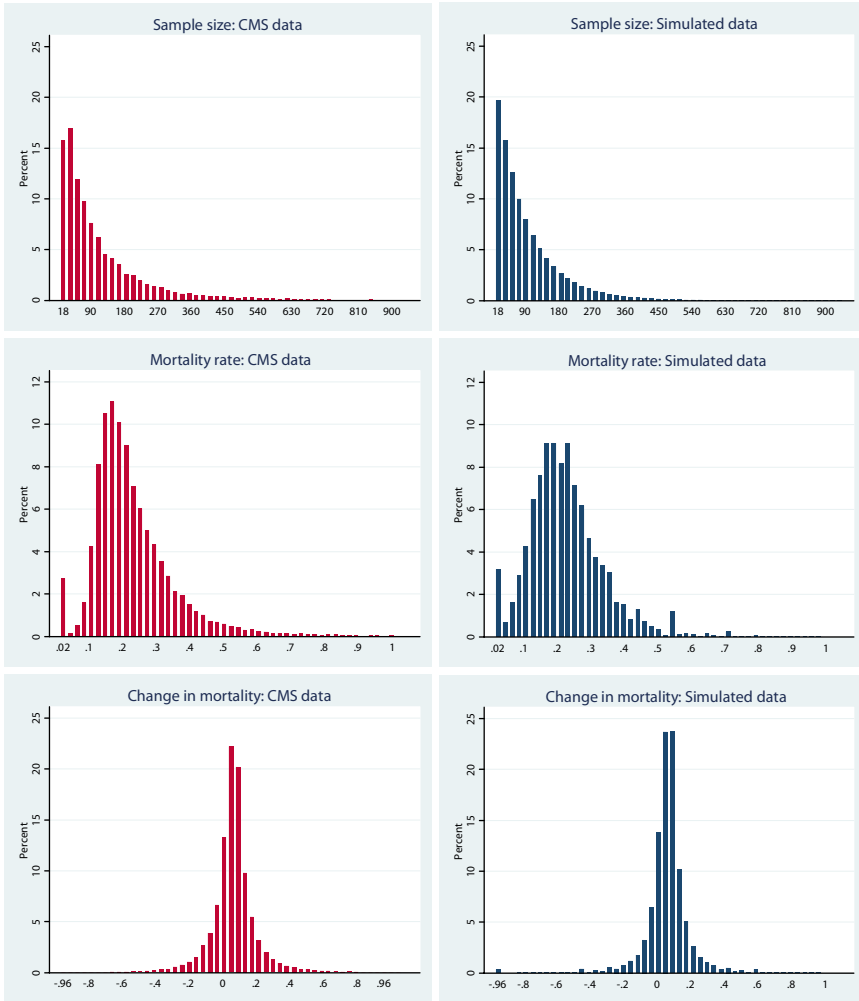 Sample size: CMS data
Percent
25
20
15
10
5
0
18 90 180 270 360 450 540 630 720 810 900
Sample size: Simulated data
Percent
25
20
15
10
5
0
18 90 180 270 360 450 540 630 720 810 900
Mortality rate: CMS data
Percent
12
10
8
6
4
2
0
.02 .1 .2 .3 .4 .5 .6 .7 .8 .9 1
Mortality rate: Simulated data
Percent
12
10
8
6
4
2
0
.02 .1 .2 .3 .4 .5 .6 .7 .8 .9 1
Change in mortality: CMS data
Percent
25
20
15
10
5
0
-.96 -.8 -.6 -.4 -.2 0 .2 .4 .6 .8 .96
Change in mortality: Simulated data
Percent
25
20
15
10
5
0
-.96 -.8 -.6 -.4 -.2 0 .2 .4 .6 .8 1